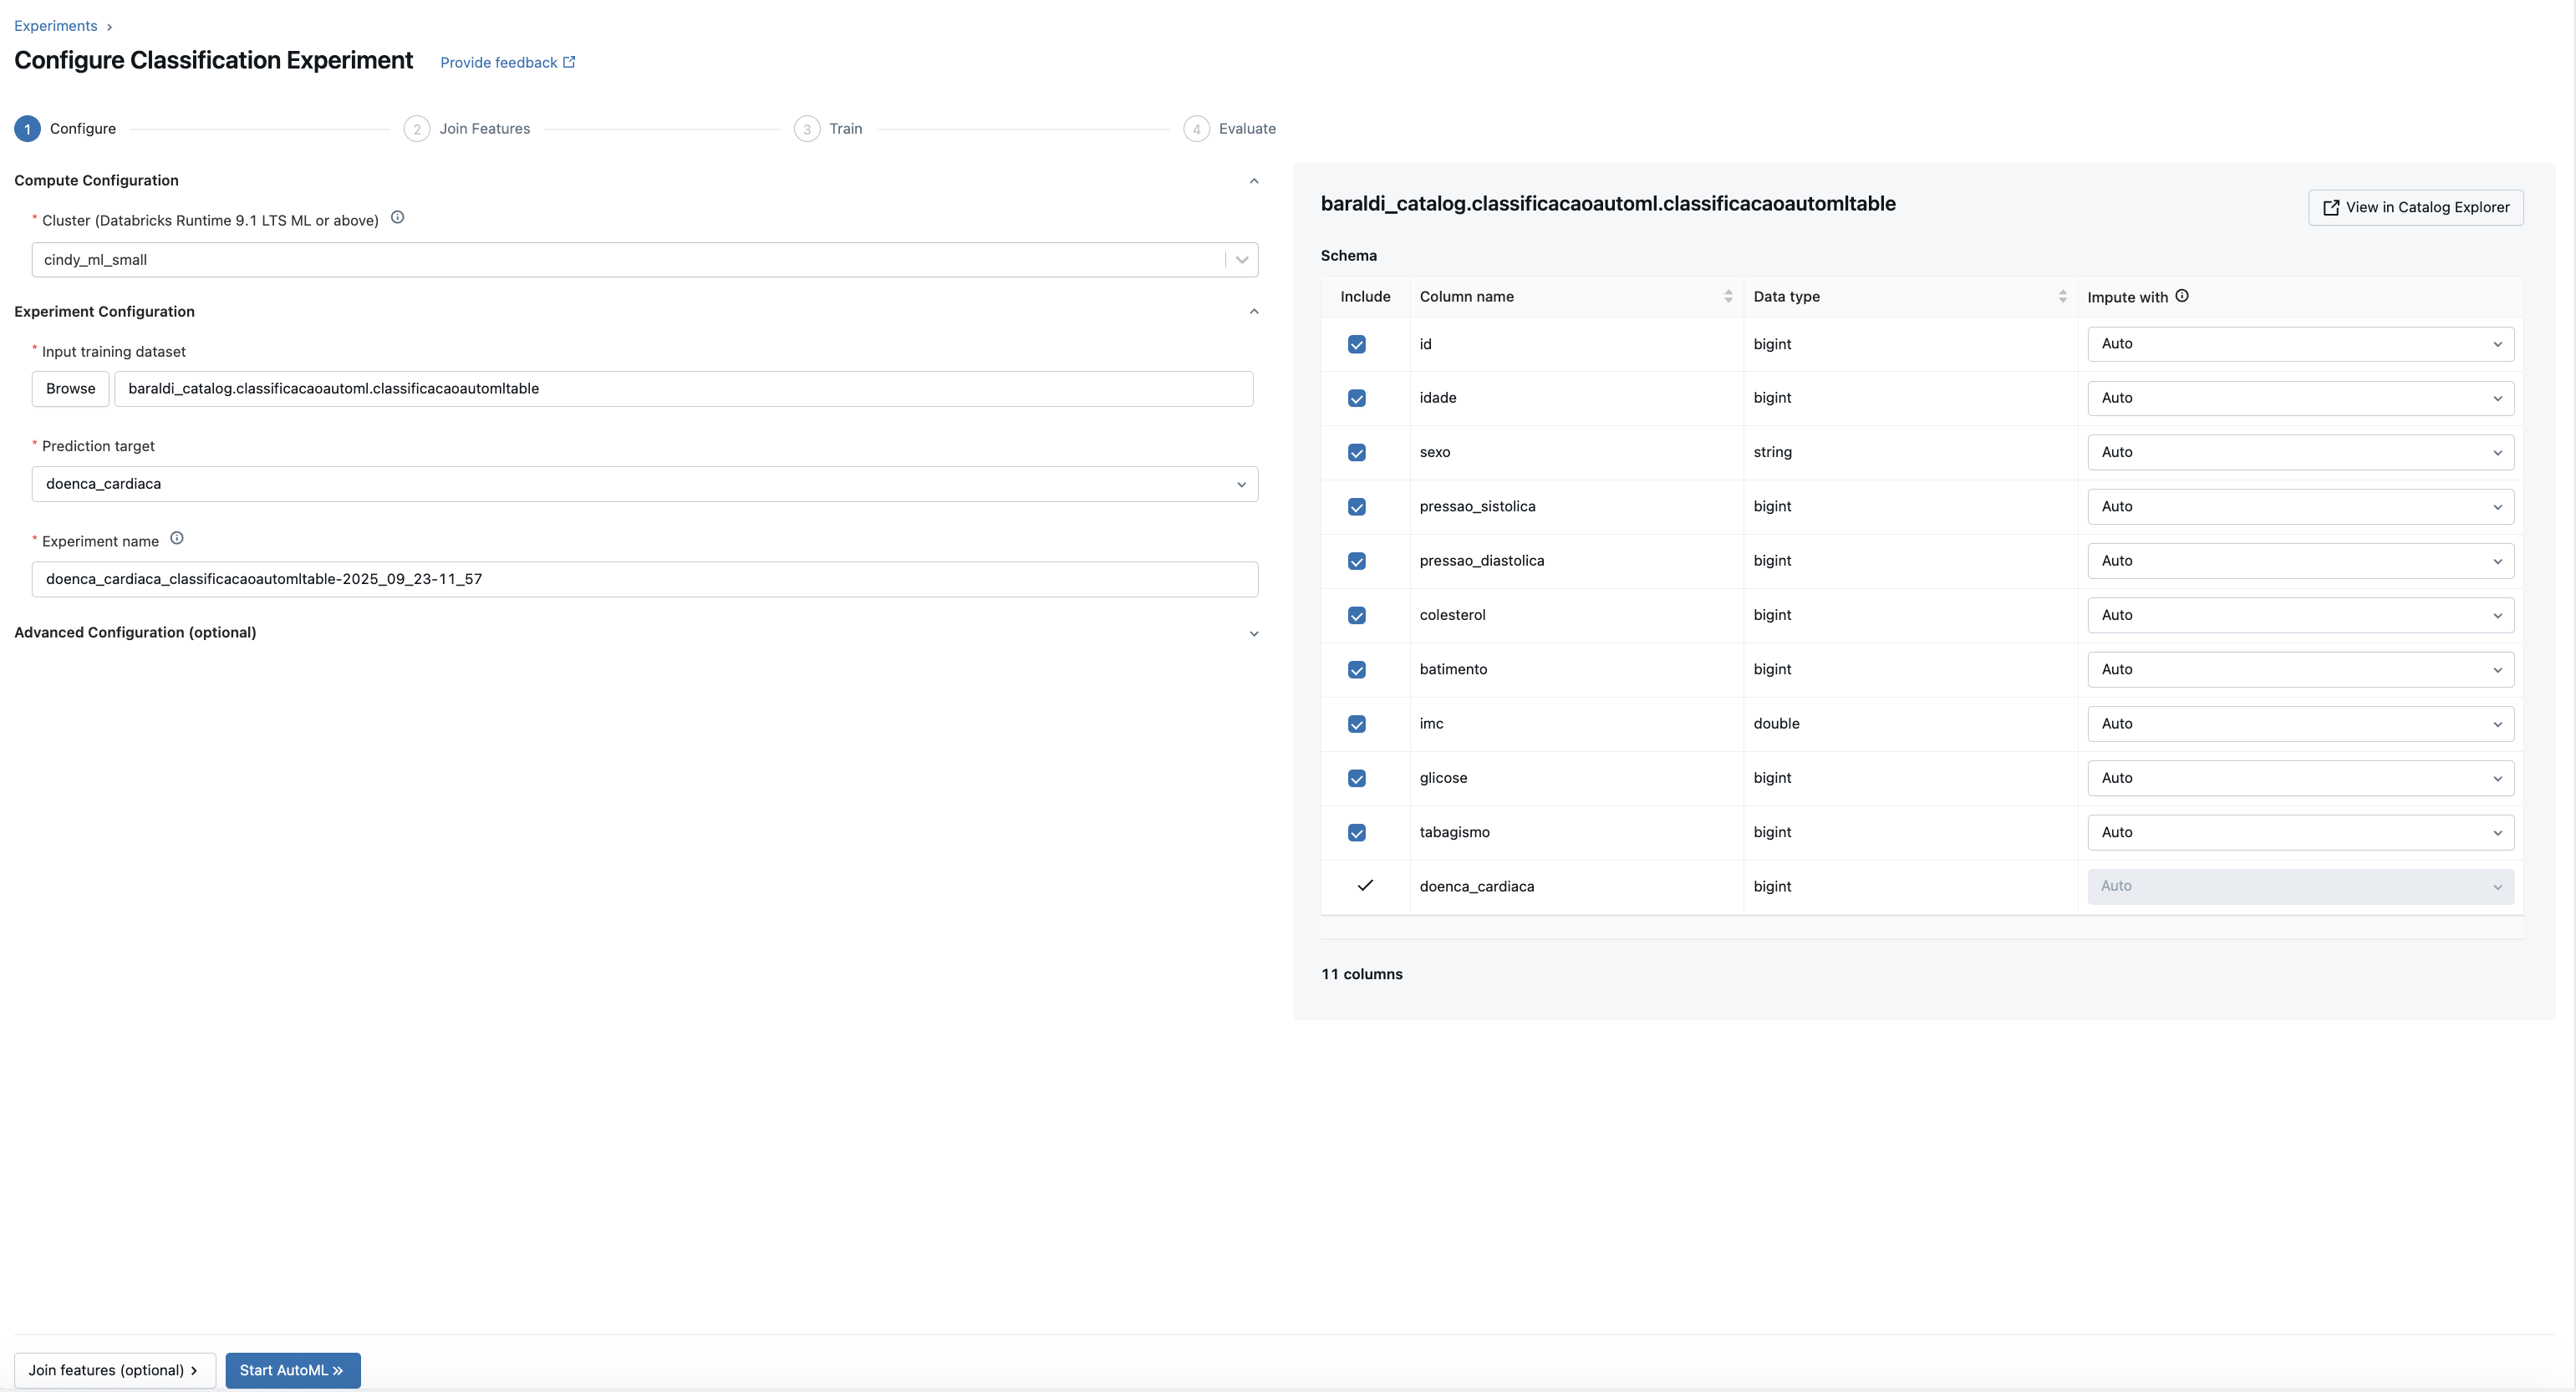 Experiments ›
Configure Classification Experiment Provide feedback
1 Configure 2 Join Features 3 Train 4 Evaluate
Compute Configuration
* Cluster (Databricks Runtime 9.1 LTS ML or above)
cindy_ml_small
Experiment Configuration
* Input training dataset
Browse baraldi_catalog.classificacaoautoml.classificacaoautomltable
* Prediction target
doenca_cardiaca
* Experiment name
doenca_cardiaca_classificacaoautomltable-2025_09_23-11_57
Advanced Configuration (optional)
baraldi_catalog.classificacaoautoml.classificacaoautomltable View in Catalog Explorer
Schema
Include Column name Data type Impute with
id bigint Auto
idade bigint Auto
sexo string Auto
pressao_sistolica bigint Auto
pressao_diastolica bigint Auto
colesterol bigint Auto
batimento bigint Auto
imc double Auto
glicose bigint Auto
tabagismo bigint Auto
doenca_cardiaca bigint Auto
11 columns
Join features (optional) › Start AutoML »